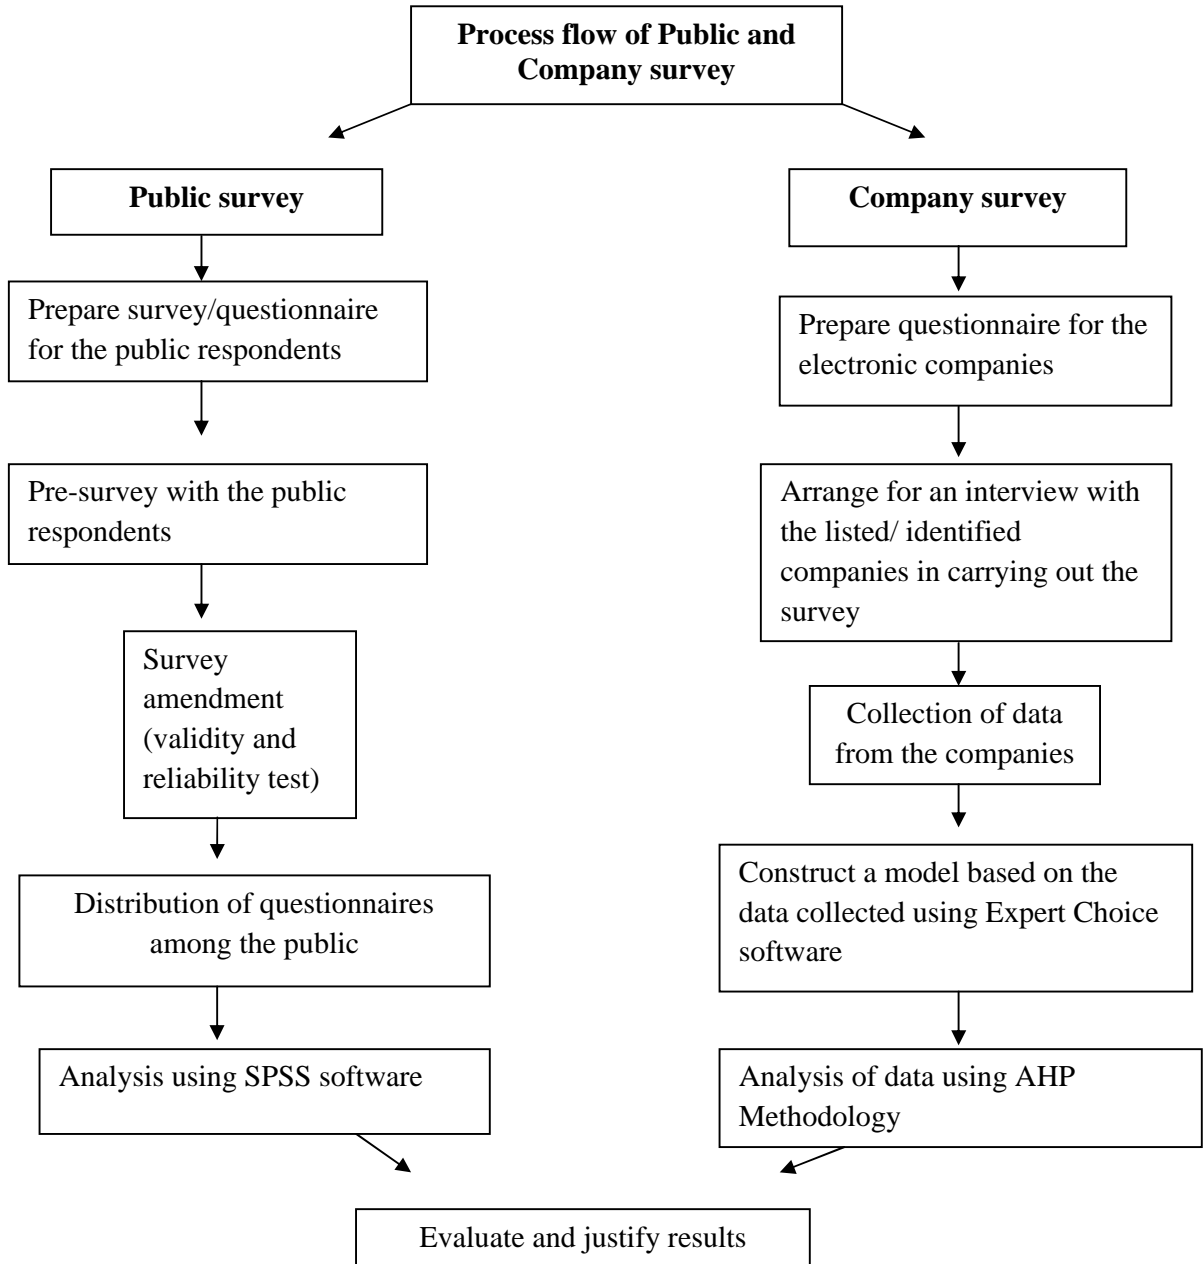 Process flow of Public and
Company survey
Public survey
Prepare survey/questionnaire
for the public respondents
Pre-survey with the public
respondents
Survey
amendment
(validity and
reliability test)
Distribution of questionnaires
among the public
Analysis using SPSS software
Company survey
Prepare questionnaire for the
electronic companies
Arrange for an interview with
the listed/ identified
companies in carrying out the
survey
Collection of data
from the companies
Construct a model based on the
data collected using Expert Choice
software
Analysis of data using AHP
Methodology
Evaluate and justify results